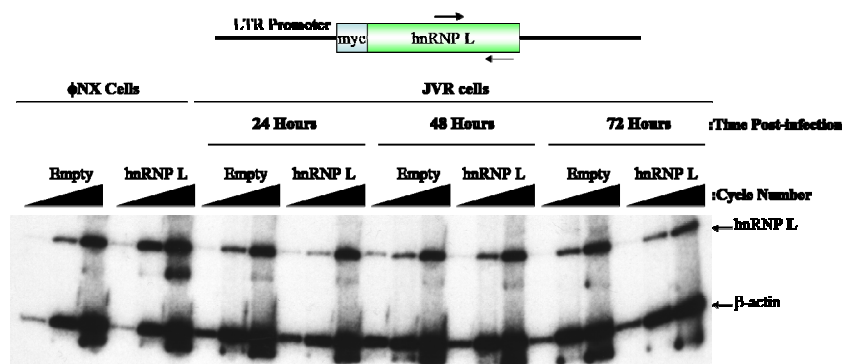 LTR Promoter
myc hnRNP L
ϕNX Cells JVR cells
24 Hours 48 Hours 72 Hours :Time Post-infection
Empty hnRNP L Empty hnRNP L Empty hnRNP L Empty hnRNP L :Cycle Number
hnRNP L
β-actin